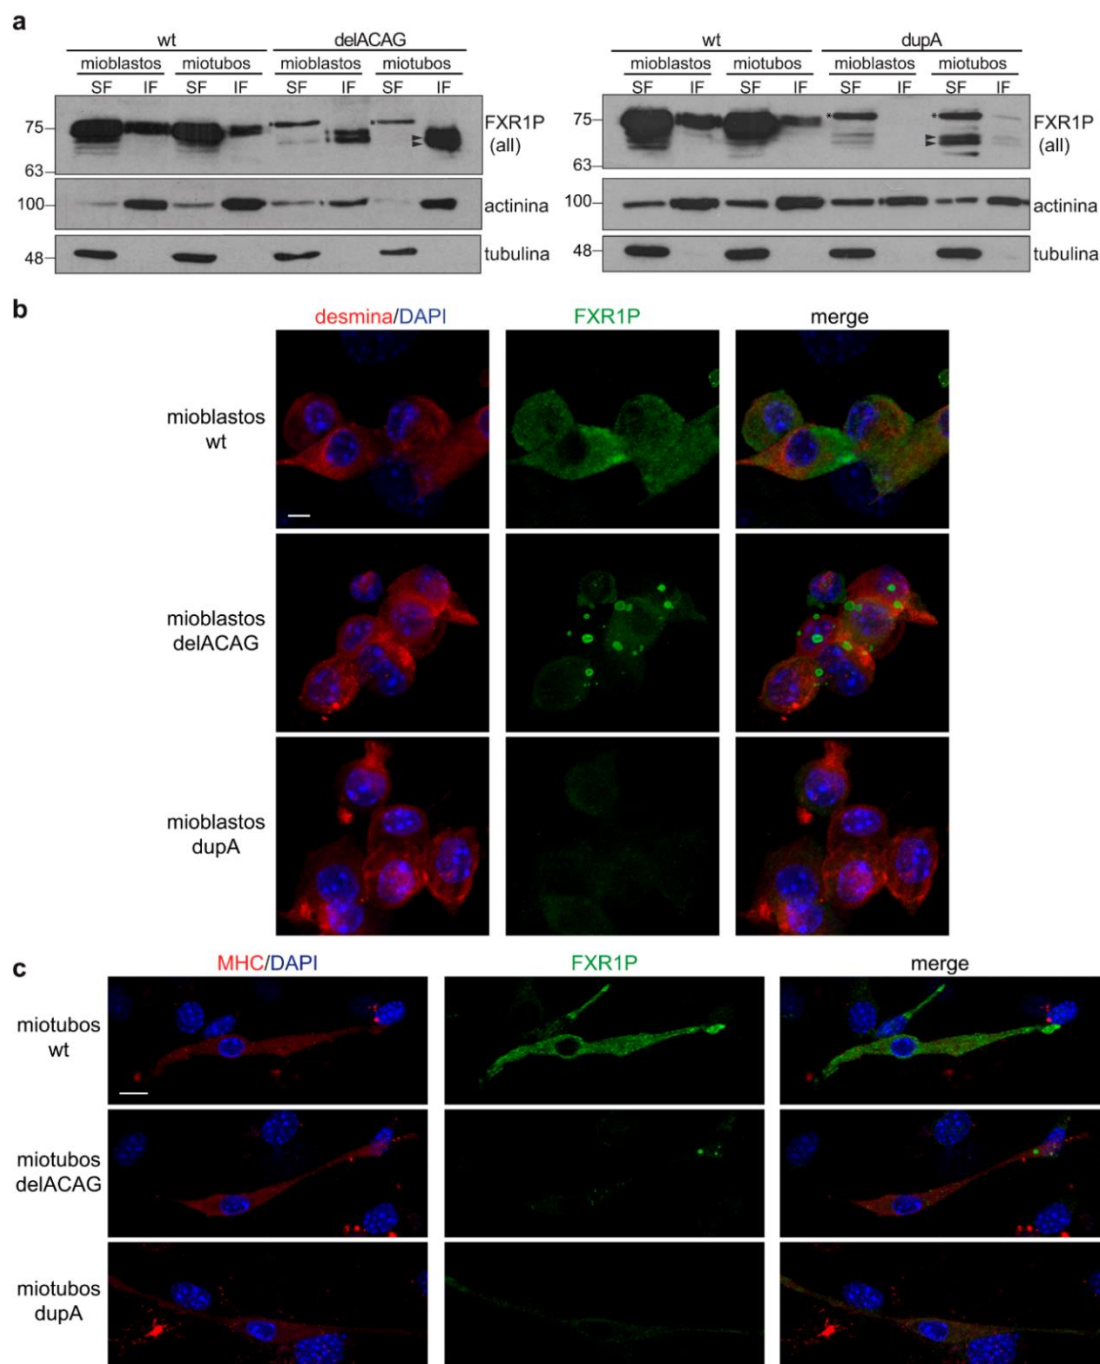 a
wt delACAG
mioblastos miotubos mioblastos miotubos
SF IF SF IF SF IF SF IF
75
63
FXR1P
(all)
100
actinina
48
tubulina
wt dupA
mioblastos miotubos mioblastos miotubos
SF IF SF IF SF IF SF IF
75
63
FXR1P
(all)
100
actinina
48
tubulina
b
desmina/DAPI FXR1P merge
mioblastos
wt
mioblastos
delACAG
mioblastos
dupA
c
MHC/DAPI FXR1P merge
miotubos
wt
miotubos
delACAG
miotubos
dupA